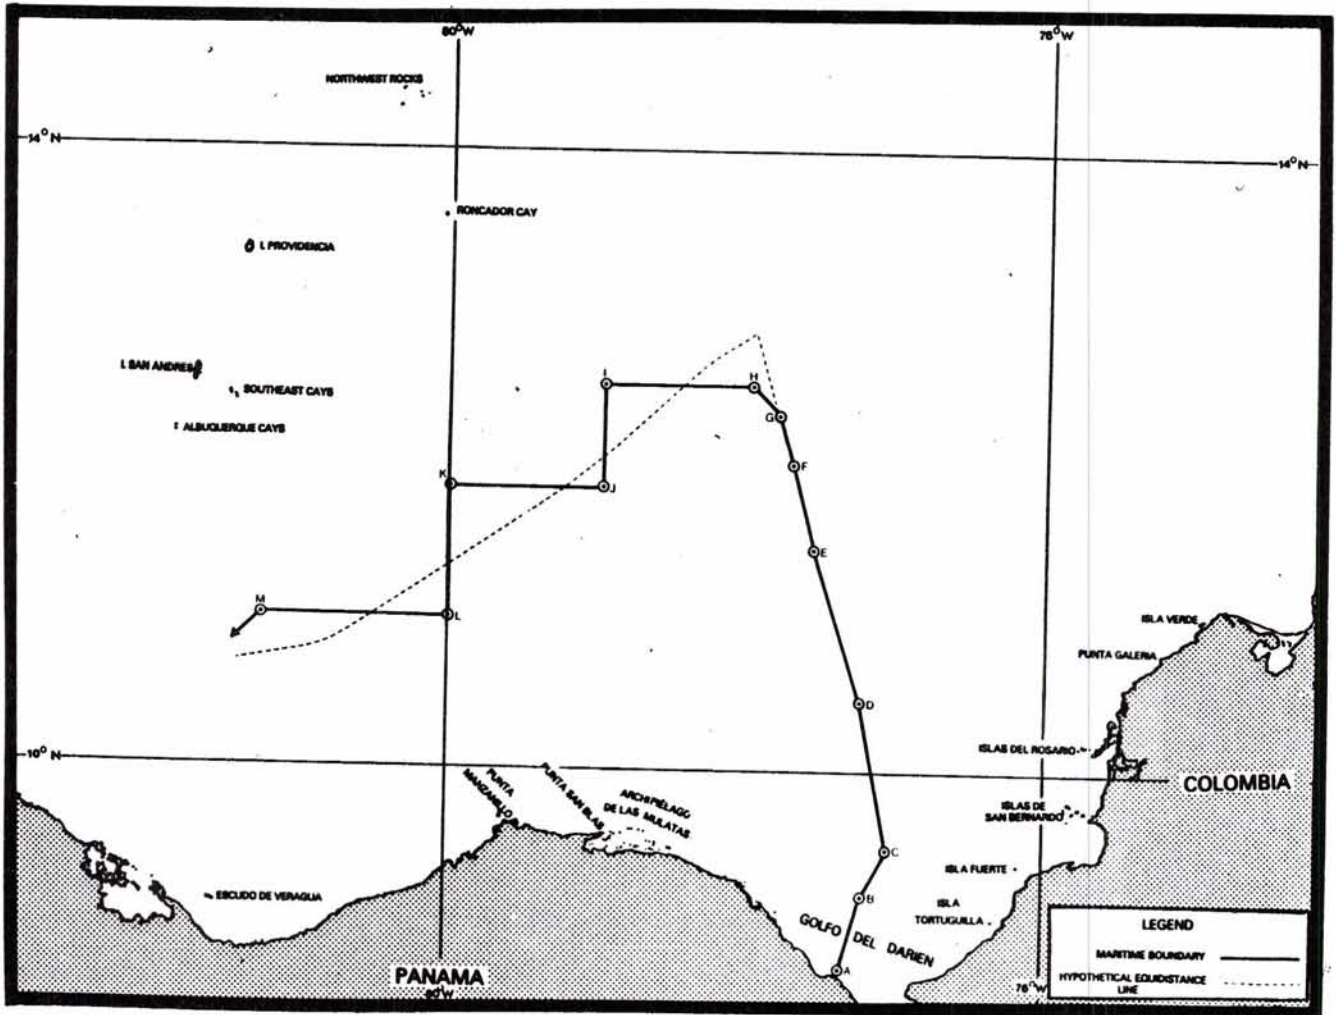 80°W
76°W
NORTHWEST ROCKS
14°N
14°N
RONCADOR CAY
I. PROVIDENCIA
I. SAN ANDRES
SOUTHEAST CAYS
ALBUQUERQUE CAYS
I
H
G
F
K
J
E
M
L
ISLA VERDE
PUNTA GALERIA
D
10°N
ISLAS DEL ROSARIO
COLOMBIA
PUNTA
MANZANILLO
PUNTA SAN BLAS
ARCHIPIÉLAGO
DE LAS MULATAS
ISLAS DE
SAN BERNARDO
C
ISLA FUERTE
ESCUDO DE VERAGUA
B
ISLA
TORTUGUILLA
GOLFO DEL DARIEN
A
PANAMA
80°W
76°W
LEGEND
MARITIME BOUNDARY
HYPOTHETICAL EQUIDISTANCE
LINE